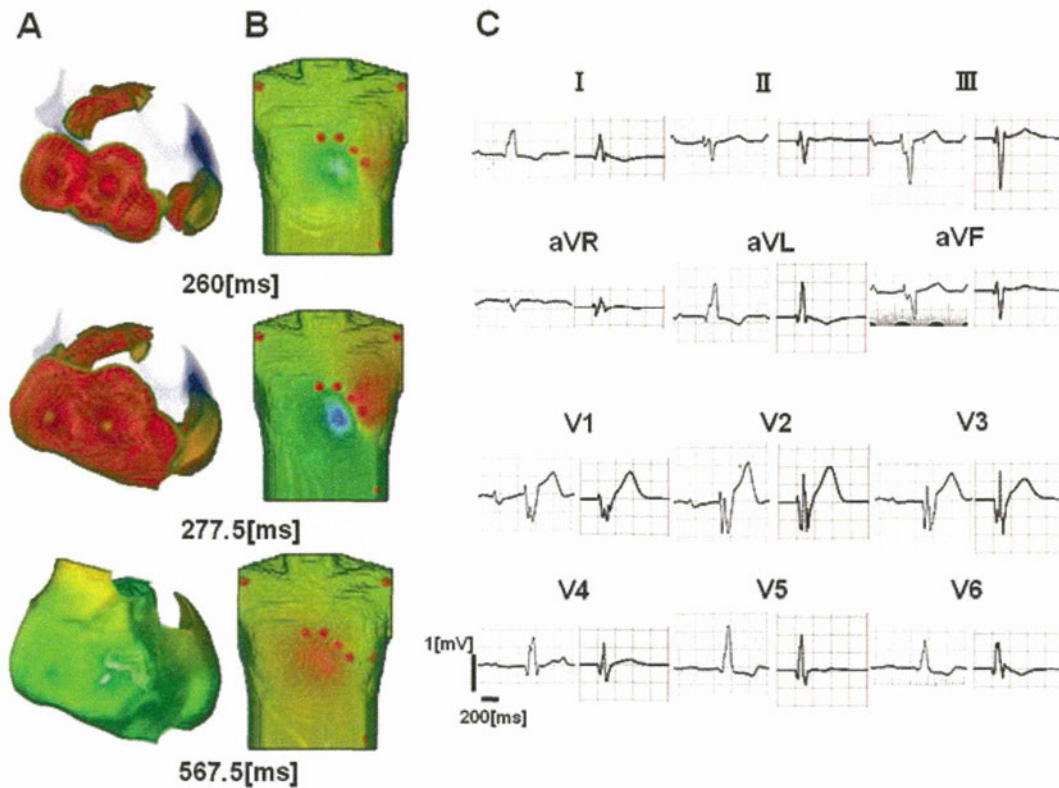 A B C
I II III
aVR aVL aVF
260[ms]
V1 V2 V3
277.5[ms]
V4 V5 V6
1[mV]
200[ms]
567.5[ms]